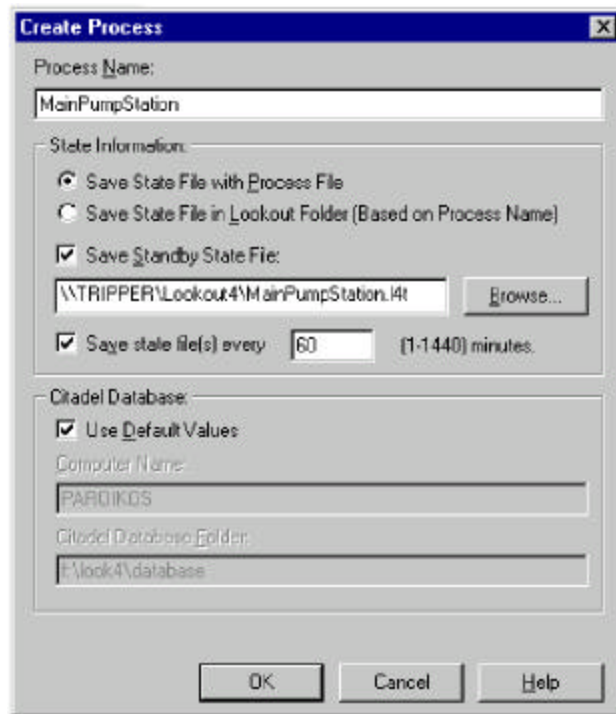 Create Process
Process Name:
MainPumpStation
State Information:
Save State File with Process File
Save State File in Lookout Folder (Based on Process Name)
Save Standby State File:
\\TRIPPER\Lookout4\MainPumpStation.l4t
Browse...
Save state file(s) every 60 (1-1440) minutes.
Citadel Database:
Use Default Values
Computer Name:
PAROIKOS
Citadel Database Folder:
f:\look4\database
OK Cancel Help